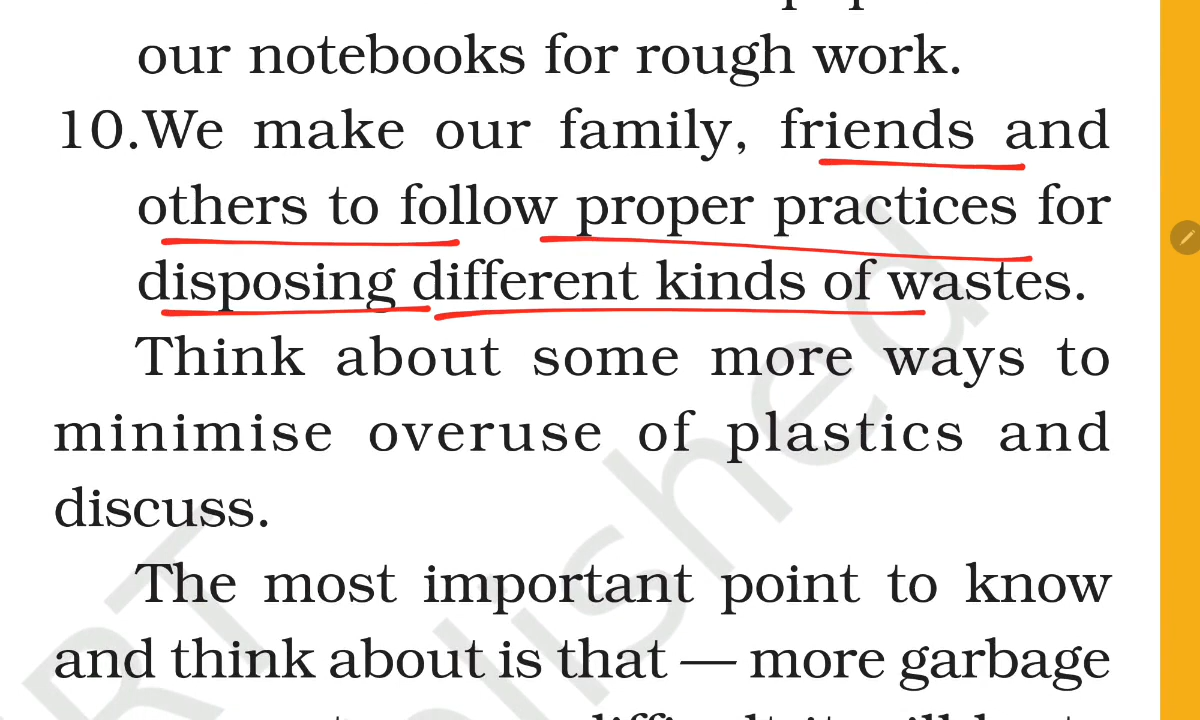 our notebooks for rough work.
10.We make our family, friends and
others to follow proper practices for
disposing different kinds of wastes.
Think about some more ways to
minimise overuse of plastics and
discuss.
The most important point to know
and think about is that — more garbage